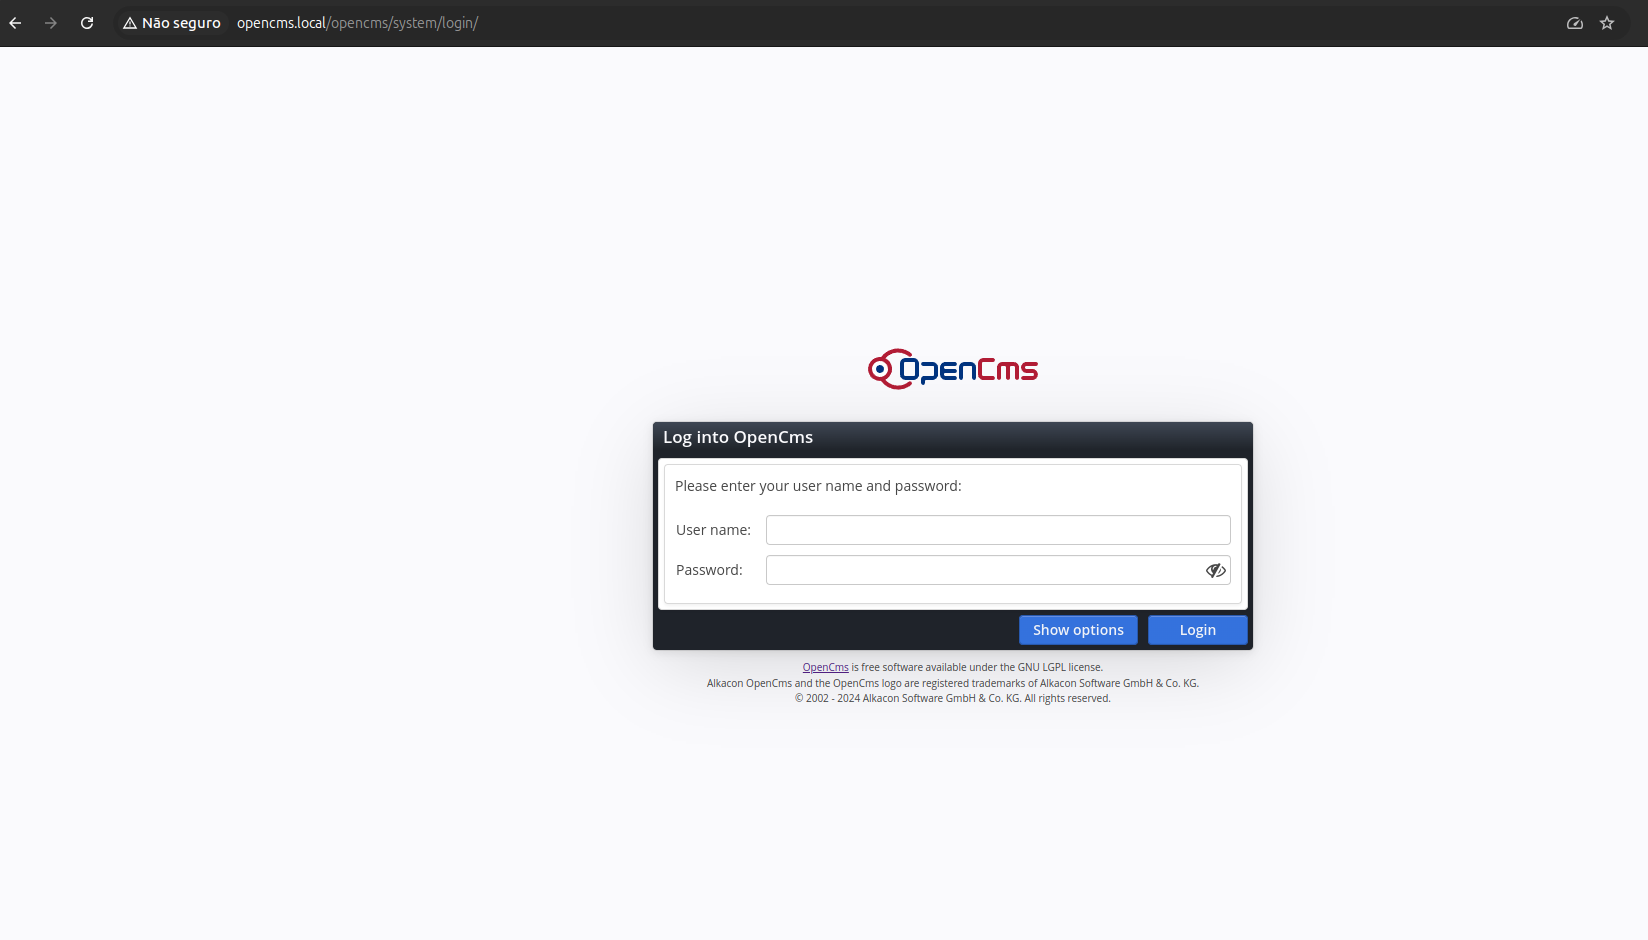 Não seguro opencms.local/opencms/system/login/
OpenCms
Log into OpenCms
Please enter your user name and password:
User name:
Password:
Show options Login
OpenCms is free software available under the GNU LGPL license.
Alkacon OpenCms and the OpenCms logo are registered trademarks of Alkacon Software GmbH & Co. KG.
© 2002 - 2024 Alkacon Software GmbH & Co. KG. All rights reserved.